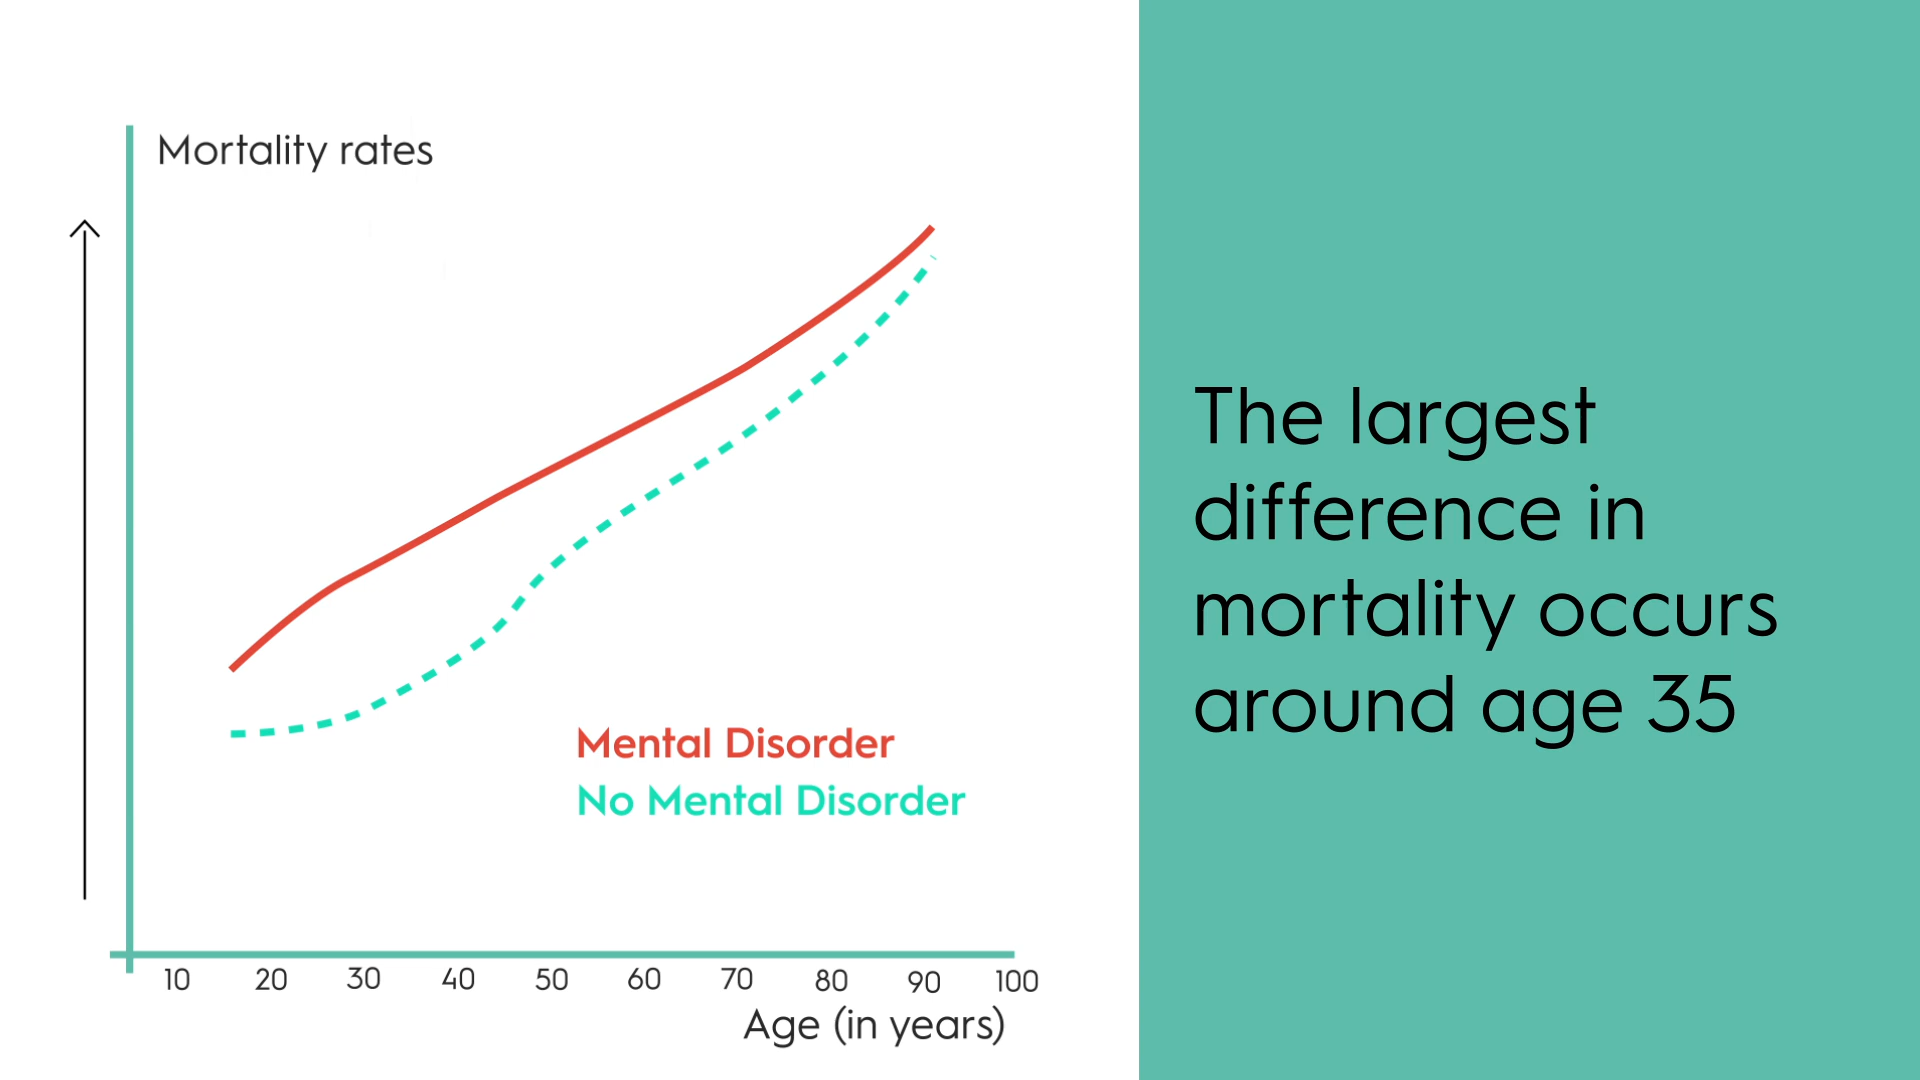 Mortality rates
Mental Disorder
No Mental Disorder
10 20 30 40 50 60 70 80 90 100
Age (in years)
The largest
difference in
mortality occurs
around age 35